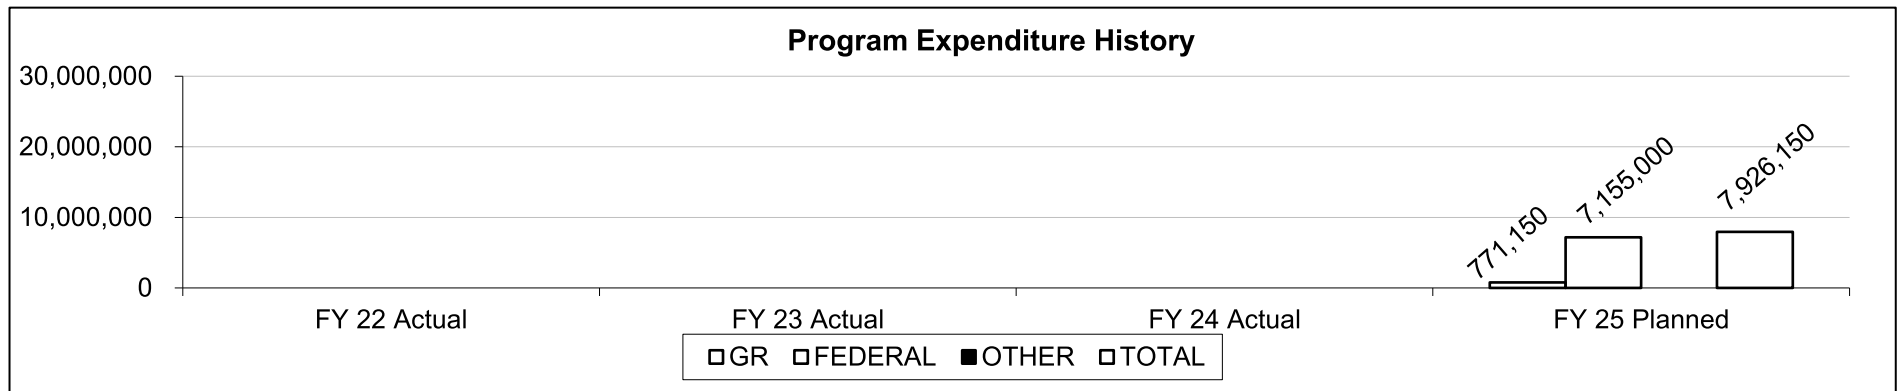 Program Expenditure History
30,000,000
20,000,000
10,000,000
0
771,150
7,155,000
7,926,150
FY 22 Actual
FY 23 Actual
FY 24 Actual
FY 25 Planned
GR FEDERAL OTHER TOTAL